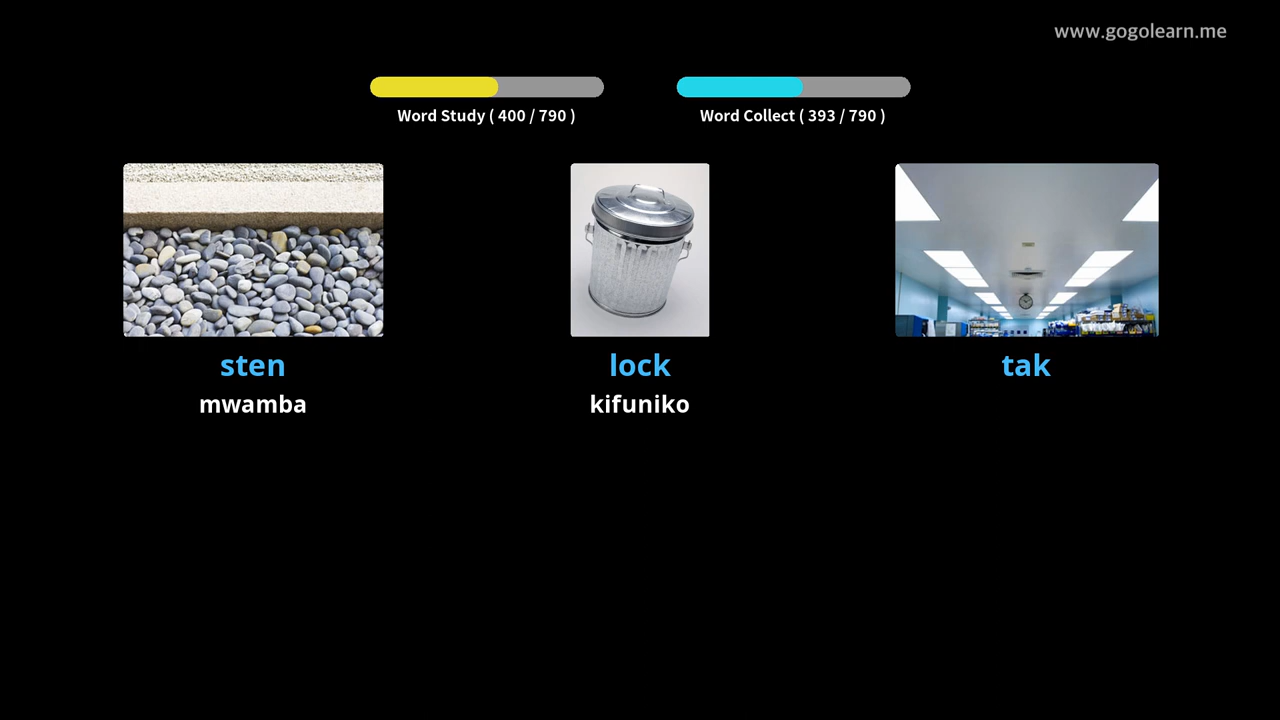 www.gogolearn.me
Word Study ( 400 / 790 )
Word Collect ( 393 / 790 )
sten
mwamba
lock
kifuniko
tak